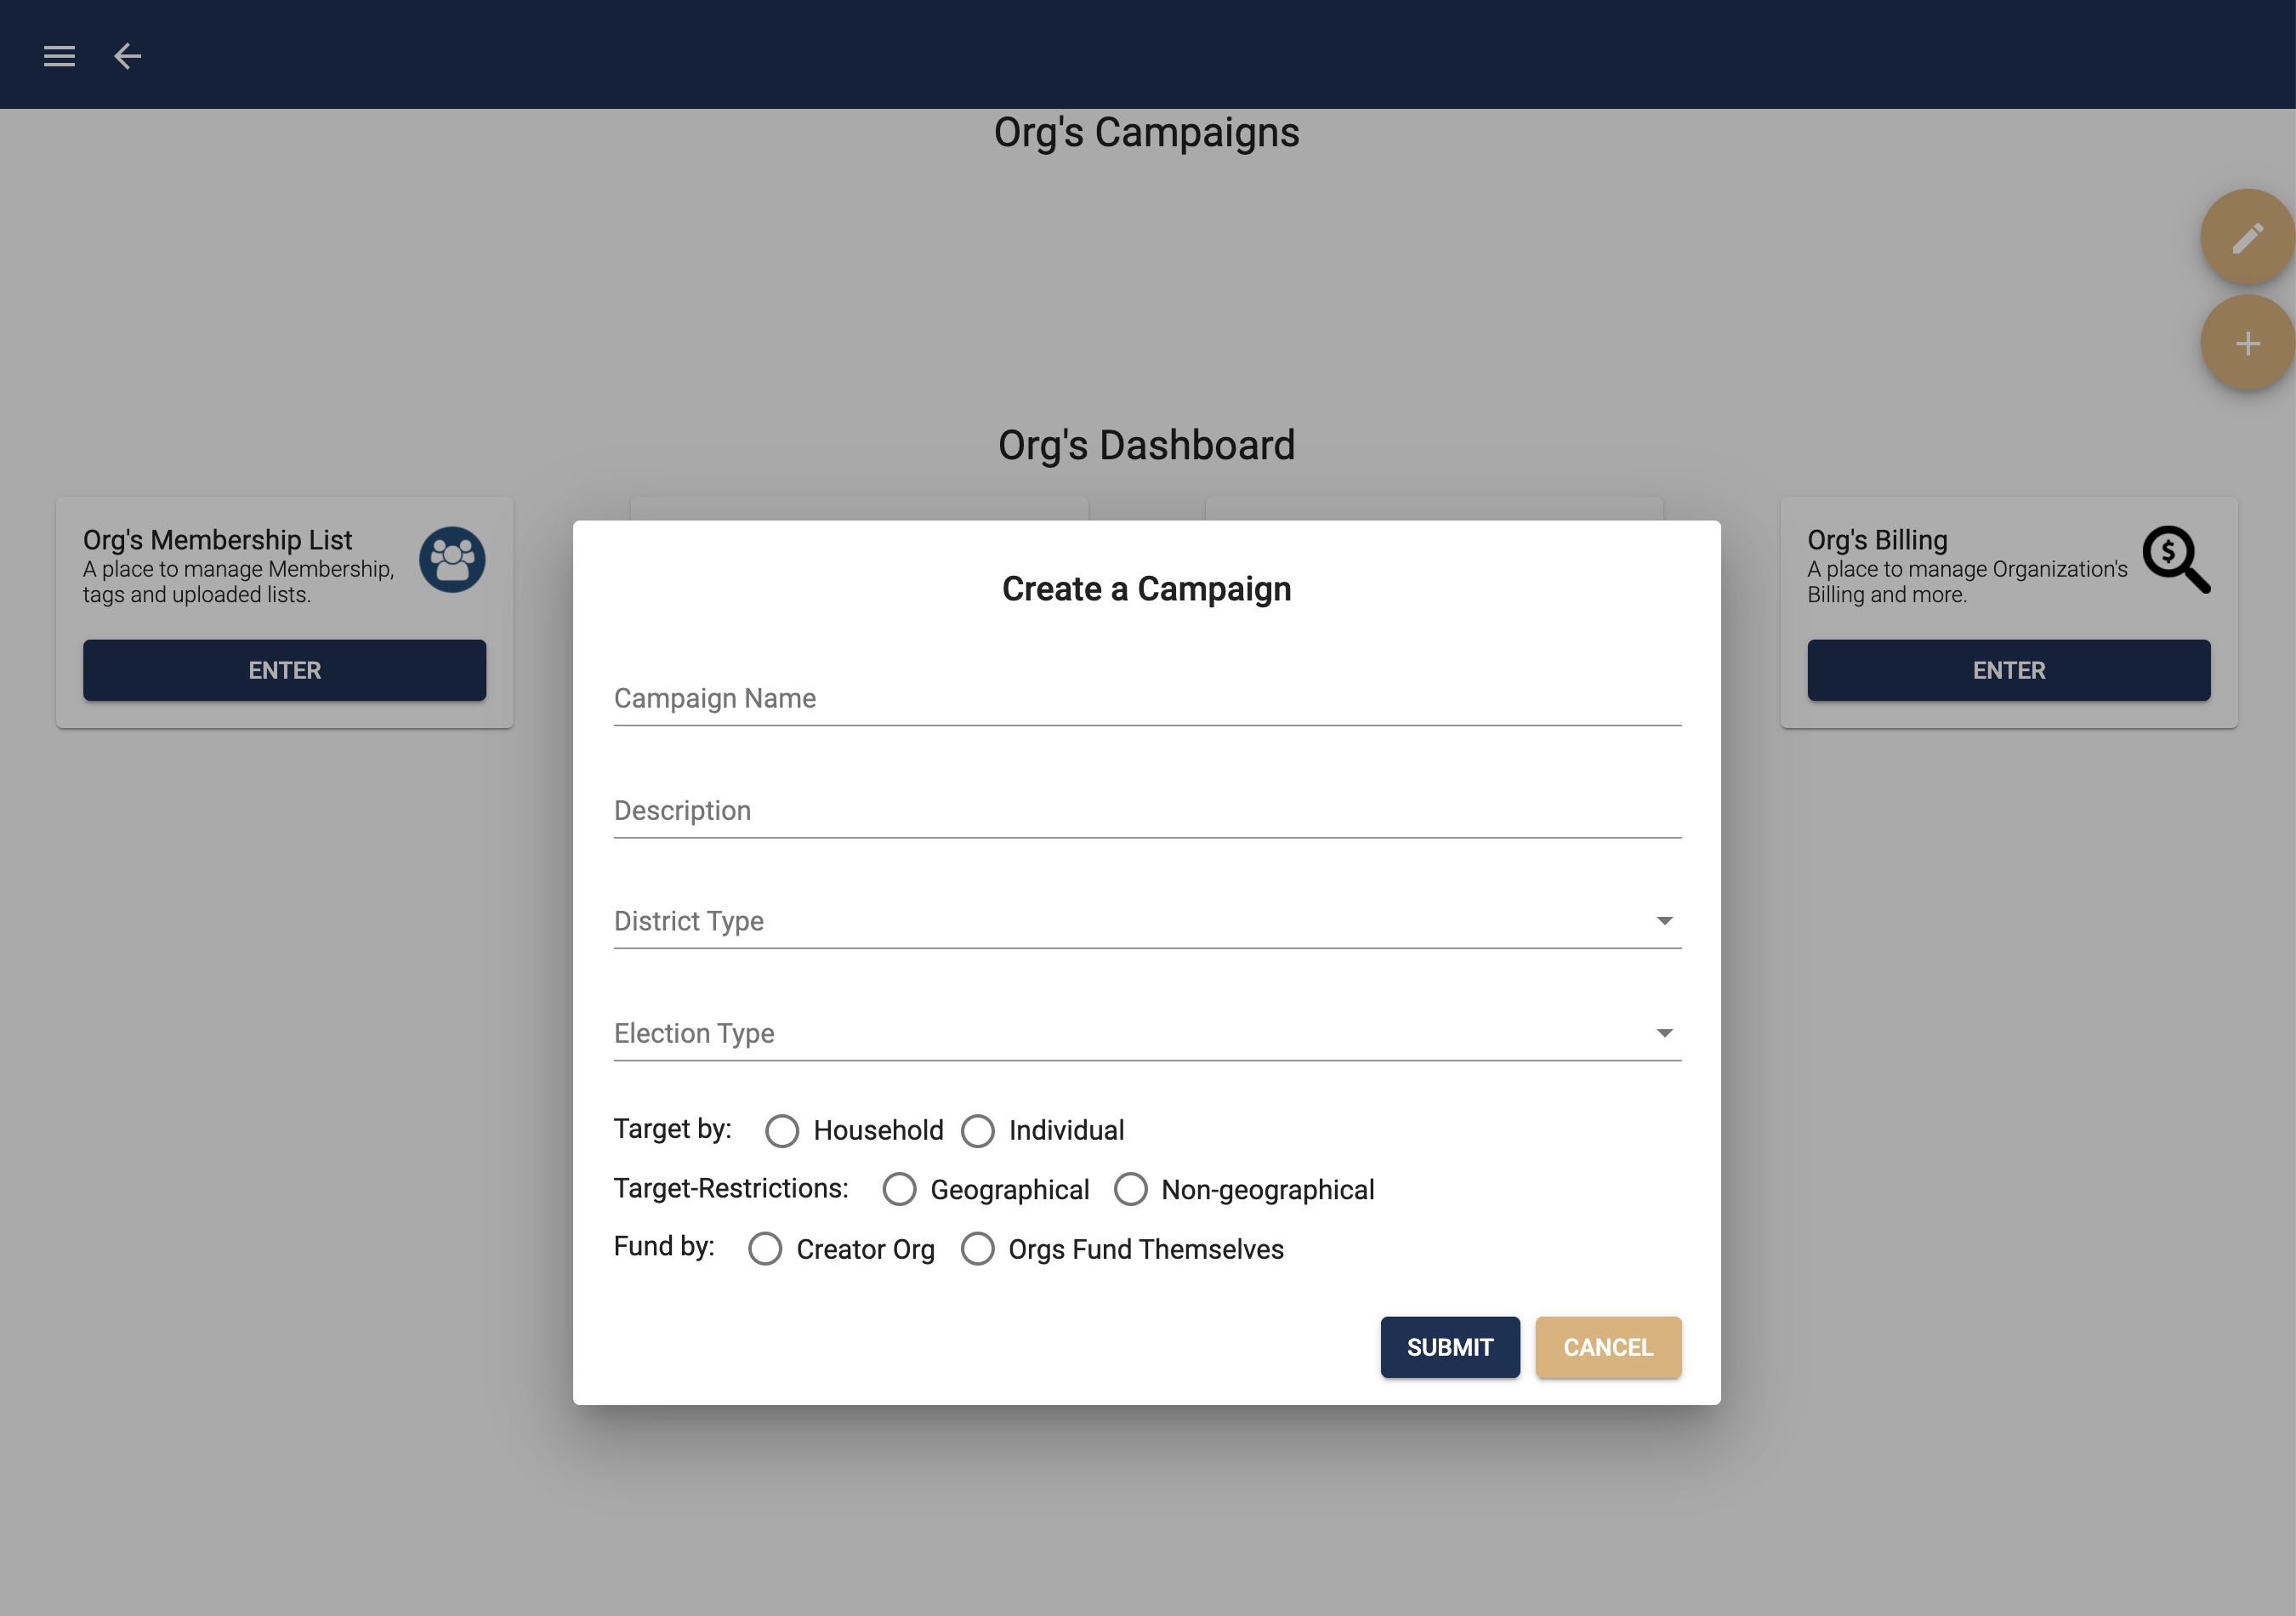 Org's Campaigns
Org's Dashboard
Org's Membership List
A place to manage Membership,
tags and uploaded lists.
ENTER
Org's Billing
A place to manage Organization's
Billing and more.
ENTER
Create a Campaign
Campaign Name
Description
District Type
Election Type
Target by: Household Individual
Target-Restrictions: Geographical Non-geographical
Fund by: Creator Org Orgs Fund Themselves
SUBMIT CANCEL